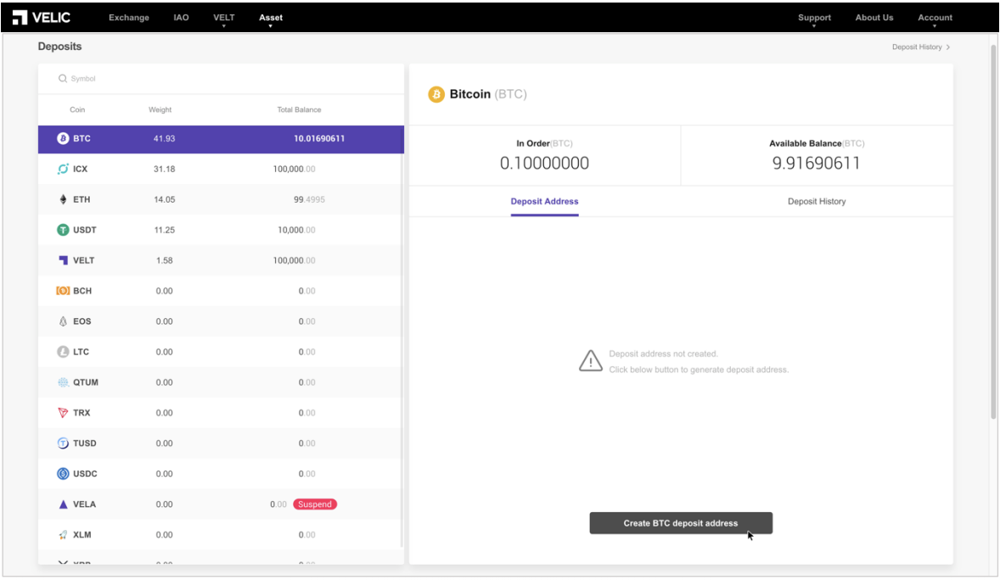 VELIC Exchange IAO VELT Asset Support About Us Account
Deposits Deposit History >
Symbol
Coin Weight Total Balance
BTC 41.93 10.01690611
ICX 31.18 100,000.00
ETH 14.05 99.4995
USDT 11.25 10,000.00
VELT 1.58 100,000.00
BCH 0.00 0.00
EOS 0.00 0.00
LTC 0.00 0.00
QTUM 0.00 0.00
TRX 0.00 0.00
TUSD 0.00 0.00
USDC 0.00 0.00
VELA 0.00 0.00 Suspend
XLM 0.00 0.00
Bitcoin (BTC)
In Order(BTC) Available Balance(BTC)
0.10000000 9.91690611
Deposit Address Deposit History
Deposit address not created.
Click below button to generate deposit address.
Create BTC deposit address